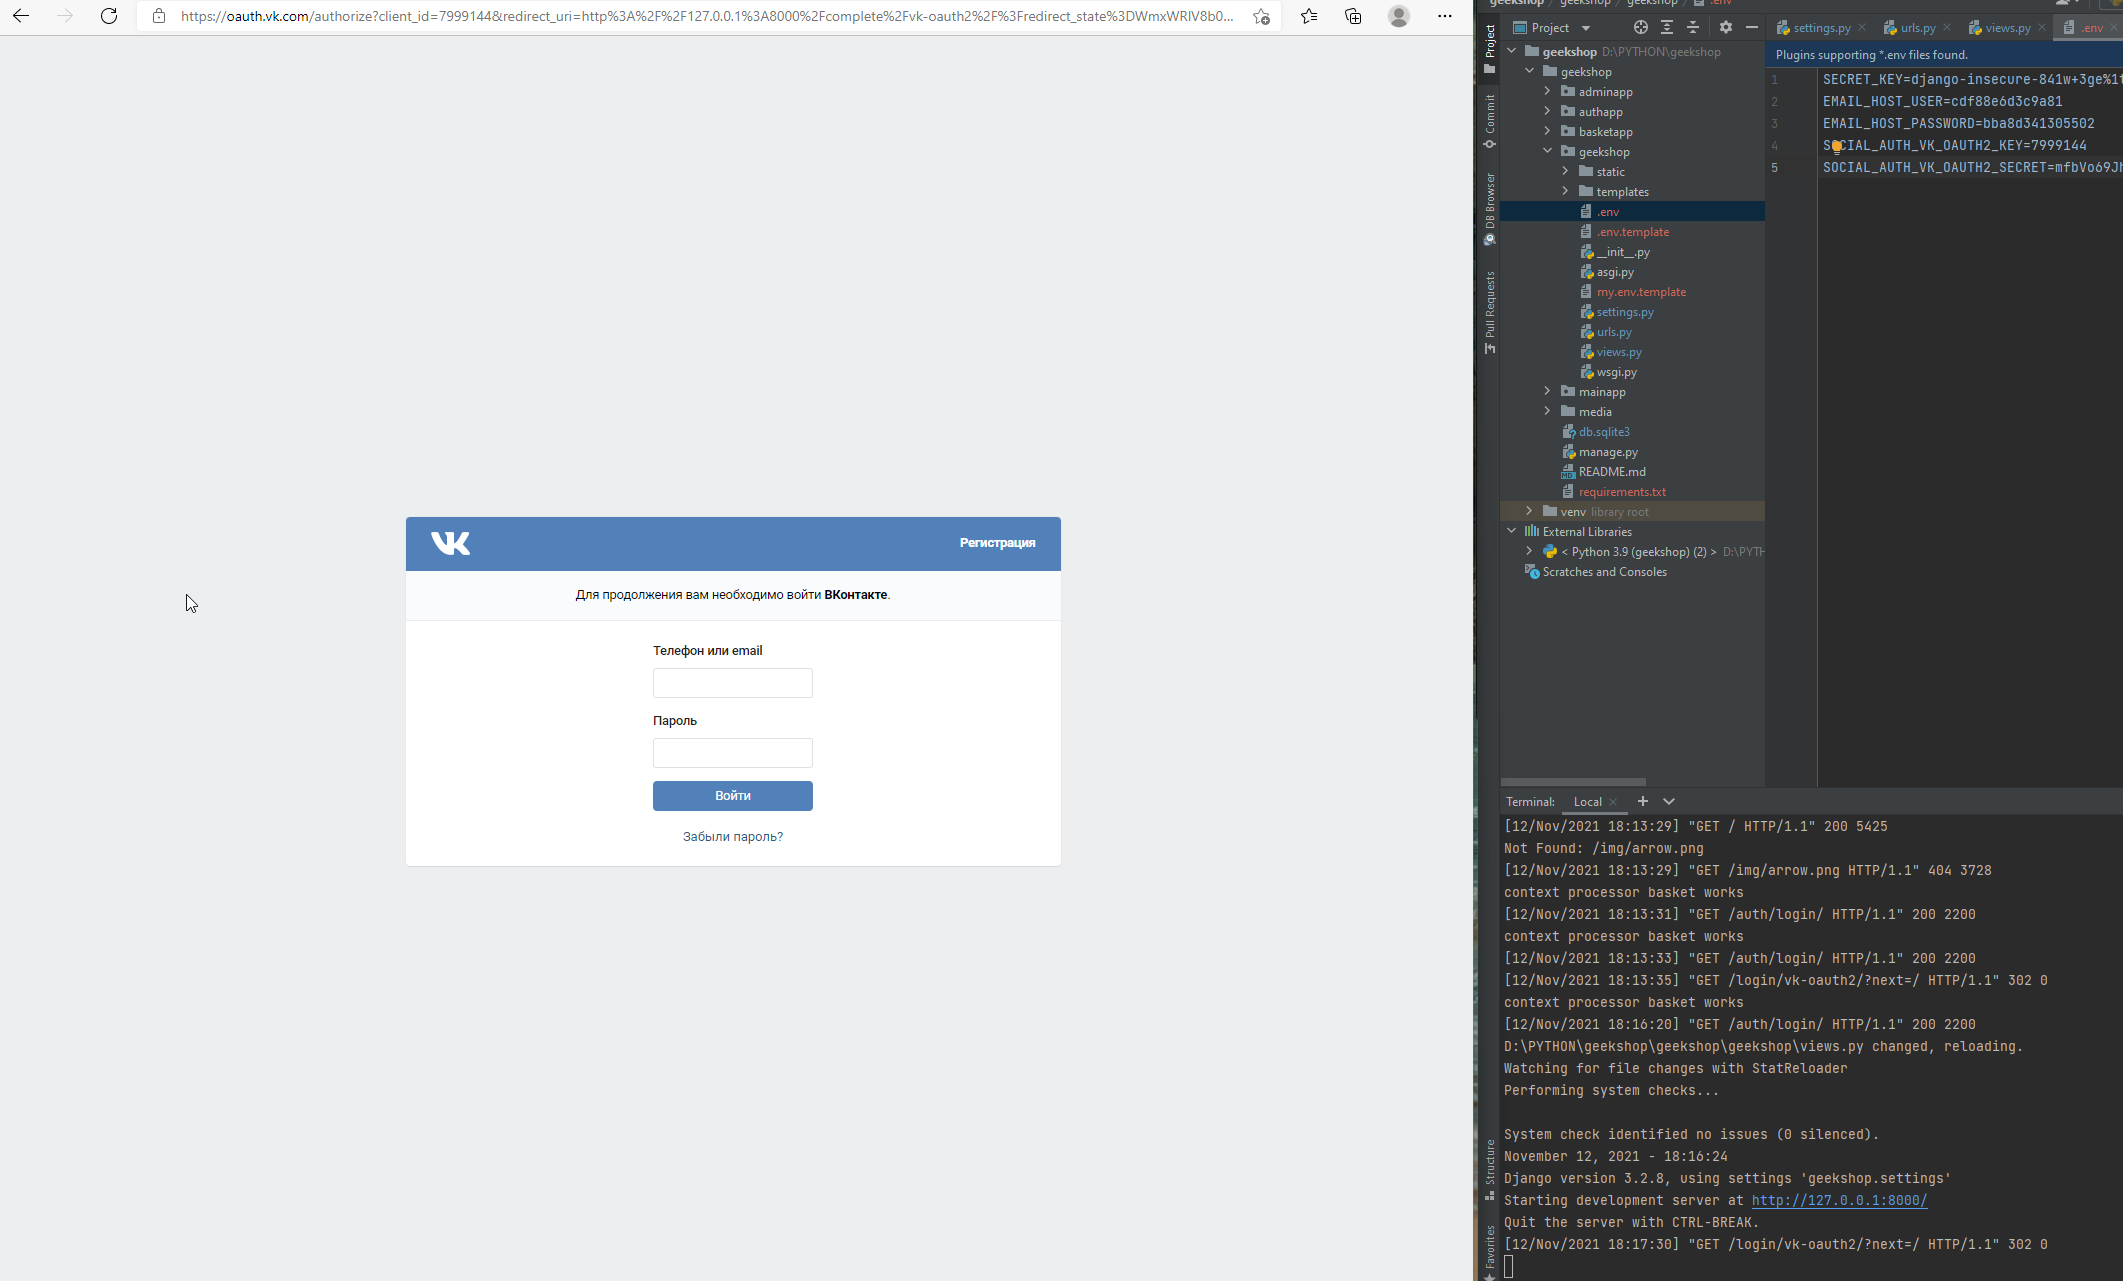 https://oauth.vk.com/authorize?client_id=7999144&redirect_uri=http%3A%2F%2F127.0.0.1%3A8000%2Fcomplete%2Fvk-oauth2%2F%3Fredirect_state%3DWmxWRIV8b0...
VK
Регистрация
Для продолжения вам необходимо войти ВКонтакте.
Телефон или email
Пароль
Войти
Забыли пароль?
geekshop / geekshop / geekshop / .env
Project
settings.py
urls.py
views.py
.env
Plugins supporting *.env files found.
Project
Commit
DB Browser
Pull Requests
Structure
Favorites
geekshop D:\PYTHON\geekshop
geekshop
adminapp
authapp
basketapp
geekshop
static
templates
.env
.env.template
__init__.py
asgi.py
my.env.template
settings.py
urls.py
views.py
wsgi.py
mainapp
media
db.sqlite3
manage.py
README.md
requirements.txt
venv library root
External Libraries
< Python 3.9 (geekshop) (2) > D:\PYTH
Scratches and Consoles
1 SECRET_KEY=django-insecure-841w+3ge%1
2 EMAIL_HOST_USER=cdf88e6d3c9a81
3 EMAIL_HOST_PASSWORD=bba8d341305502
4 SOCIAL_AUTH_VK_OAUTH2_KEY=7999144
5 SOCIAL_AUTH_VK_OAUTH2_SECRET=mfbVo69J
Terminal: Local
[12/Nov/2021 18:13:29] "GET / HTTP/1.1" 200 5425
Not Found: /img/arrow.png
[12/Nov/2021 18:13:29] "GET /img/arrow.png HTTP/1.1" 404 3728
context processor basket works
[12/Nov/2021 18:13:31] "GET /auth/login/ HTTP/1.1" 200 2200
context processor basket works
[12/Nov/2021 18:13:33] "GET /auth/login/ HTTP/1.1" 200 2200
[12/Nov/2021 18:13:35] "GET /login/vk-oauth2/?next=/ HTTP/1.1" 302 0
context processor basket works
[12/Nov/2021 18:16:20] "GET /auth/login/ HTTP/1.1" 200 2200
D:\PYTHON\geekshop\geekshop\geekshop\views.py changed, reloading.
Watching for file changes with StatReloader
Performing system checks...
System check identified no issues (0 silenced).
November 12, 2021 - 18:16:24
Django version 3.2.8, using settings 'geekshop.settings'
Starting development server at http://127.0.0.1:8000/
Quit the server with CTRL-BREAK.
[12/Nov/2021 18:17:30] "GET /login/vk-oauth2/?next=/ HTTP/1.1" 302 0